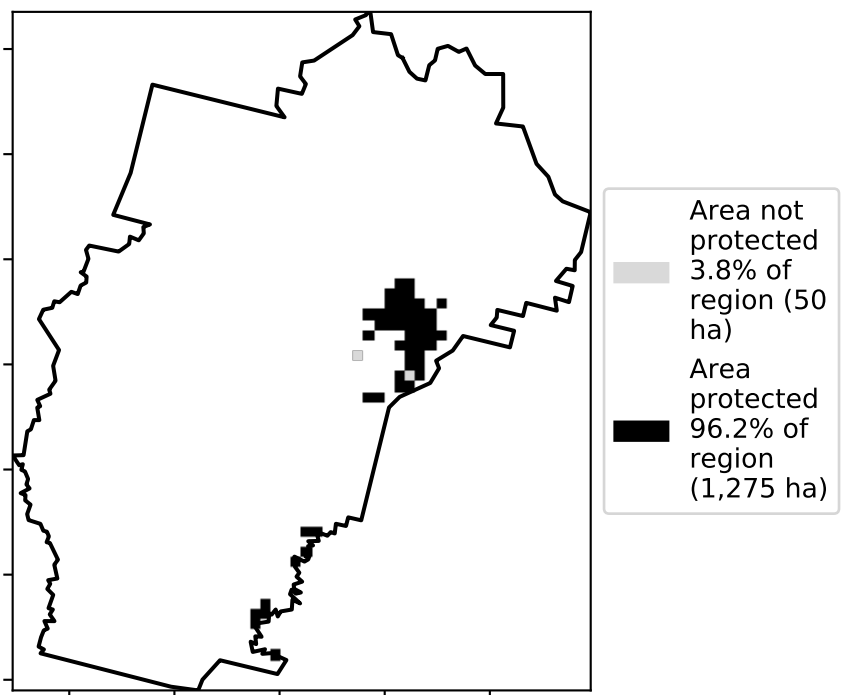 Area not
protected
3.8% of
region (50
ha)
Area
protected
96.2% of
region
(1,275 ha)